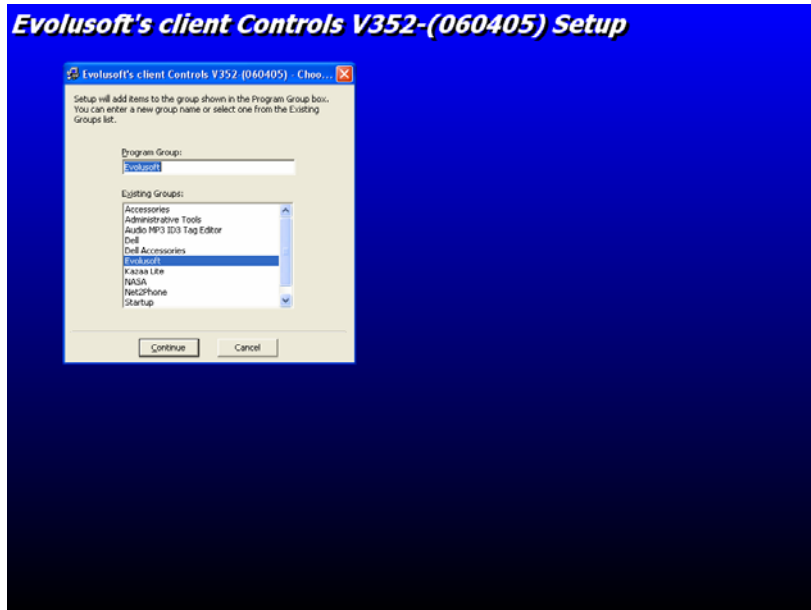 Evolusoft's client Controls V352-(060405) Setup
Evolusoft's client Controls V352-(060405) - Choo...
Setup will add items to the group shown in the Program Group box.
You can enter a new group name or select one from the Existing
Groups list.
Program Group:
Evolusoft
Existing Groups:
Accessories
Administrative Tools
Audio MP3 ID3 Tag Editor
Dell
Dell Accessories
Evolusoft
Kazaa Lite
NASA
Net2Phone
Startup
Continue
Cancel